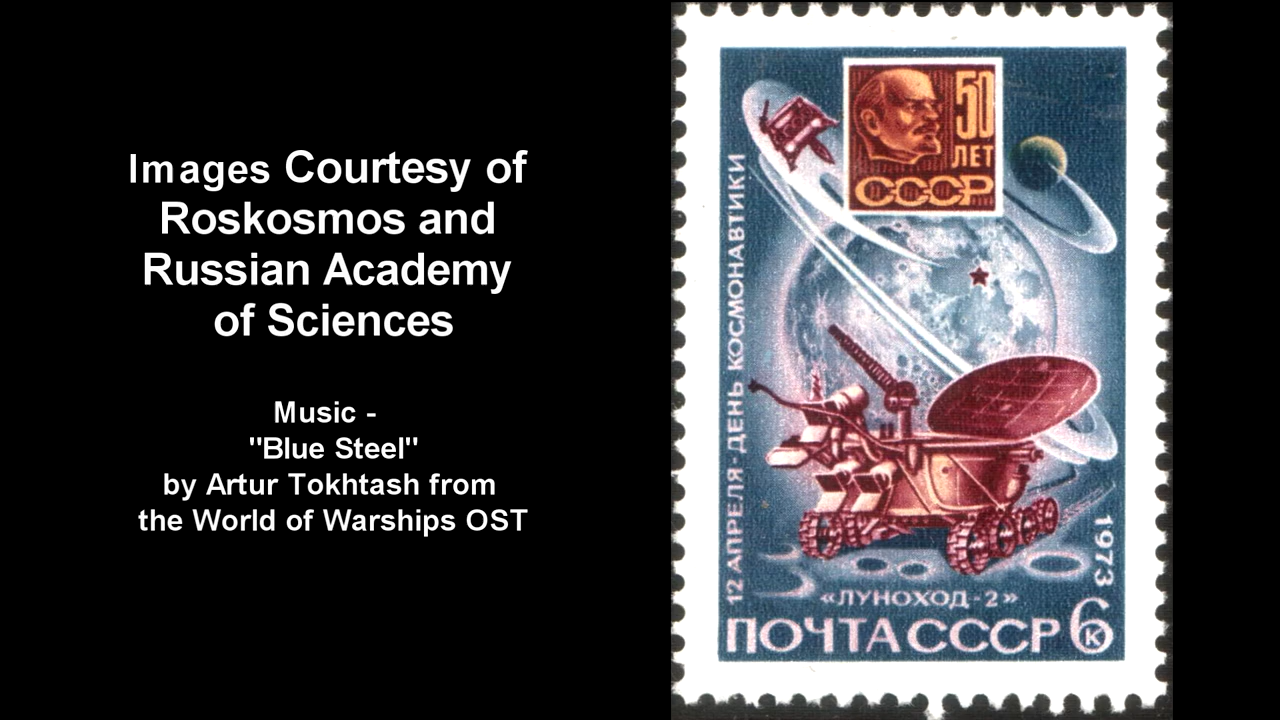 Images Courtesy of
Roskosmos and
Russian Academy
of Sciences
Music -
"Blue Steel"
by Artur Tokhtash from
the World of Warships OST
50
ЛЕТ
СССР
12 АПРЕЛЯ-ДЕНЬ КОСМОНАВТИКИ
1973
«ЛУНОХОД-2»
ПОЧТА СССР 6К